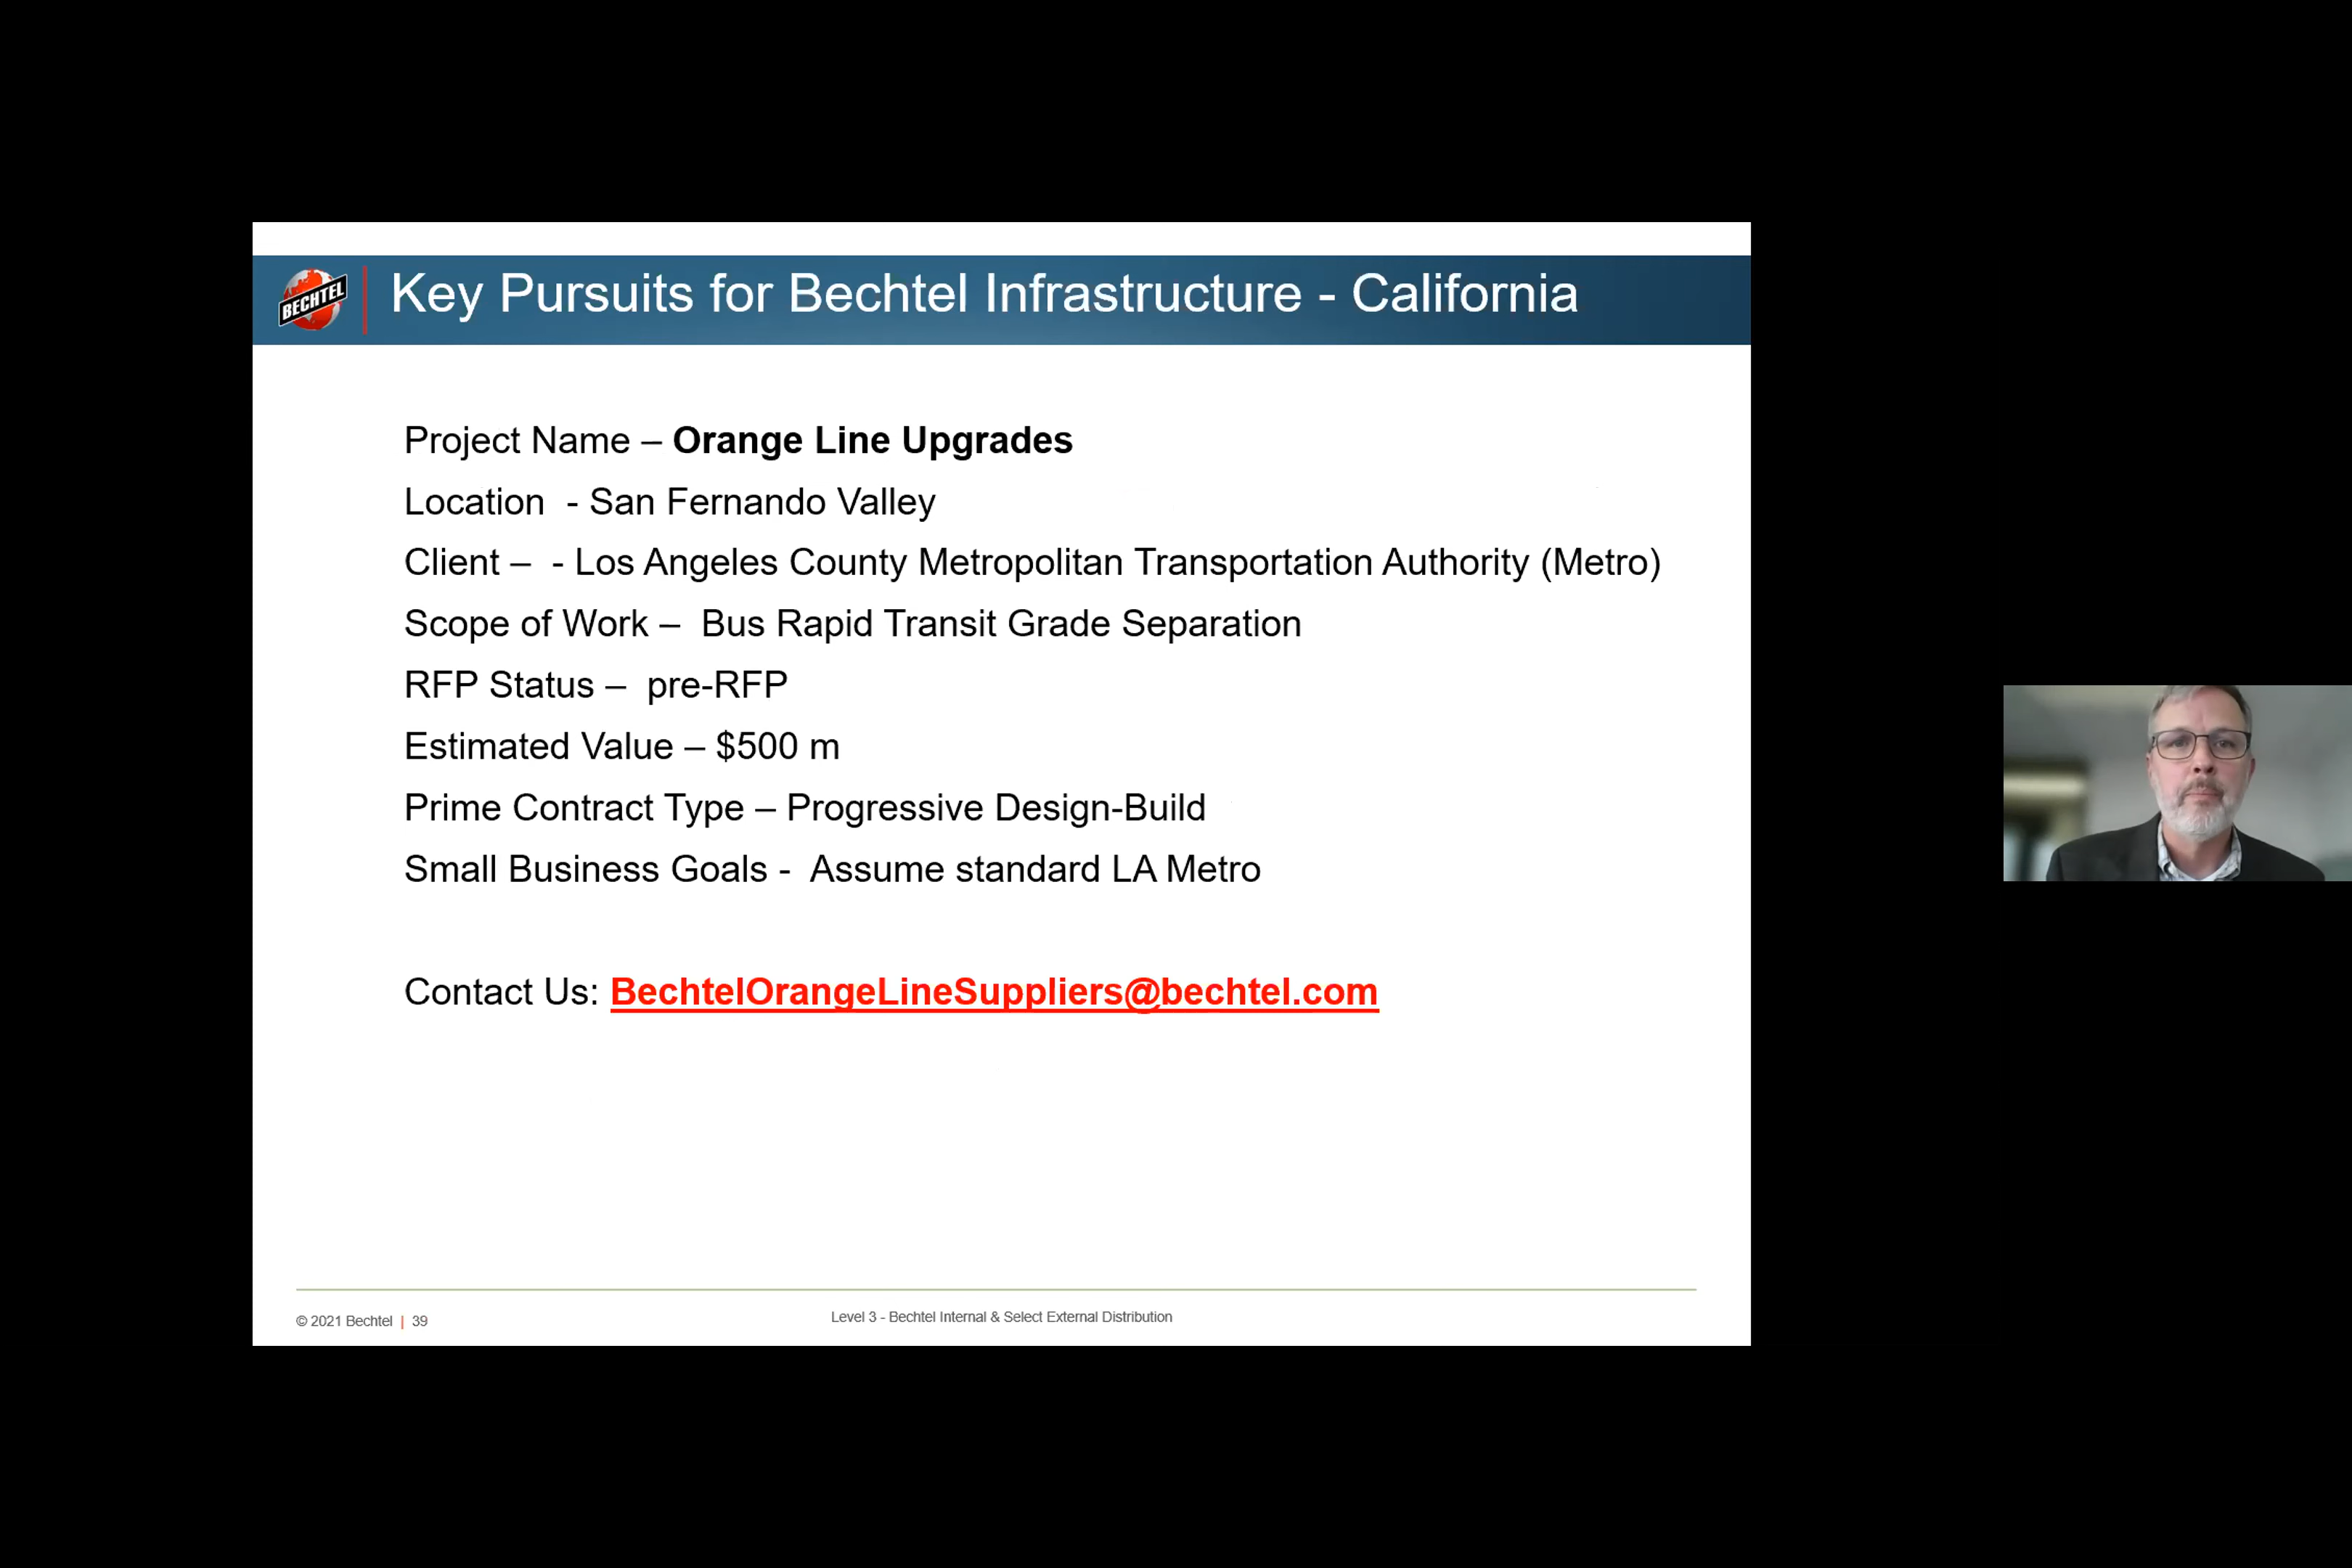 BECHTEL
Key Pursuits for Bechtel Infrastructure - California
Project Name – Orange Line Upgrades
Location - San Fernando Valley
Client – - Los Angeles County Metropolitan Transportation Authority (Metro)
Scope of Work – Bus Rapid Transit Grade Separation
RFP Status – pre-RFP
Estimated Value – $500 m
Prime Contract Type – Progressive Design-Build
Small Business Goals - Assume standard LA Metro
Contact Us: BechtelOrangeLineSuppliers@bechtel.com
© 2021 Bechtel | 39
Level 3 - Bechtel Internal & Select External Distribution